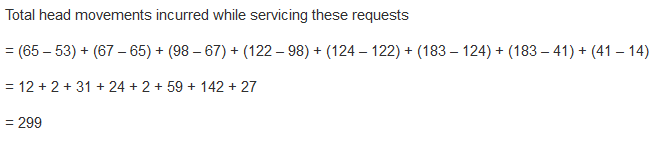 Total head movements incurred while servicing these requests
= (65 – 53) + (67 – 65) + (98 – 67) + (122 – 98) + (124 – 122) + (183 – 124) + (183 – 41) + (41 – 14)
= 12 + 2 + 31 + 24 + 2 + 59 + 142 + 27
= 299